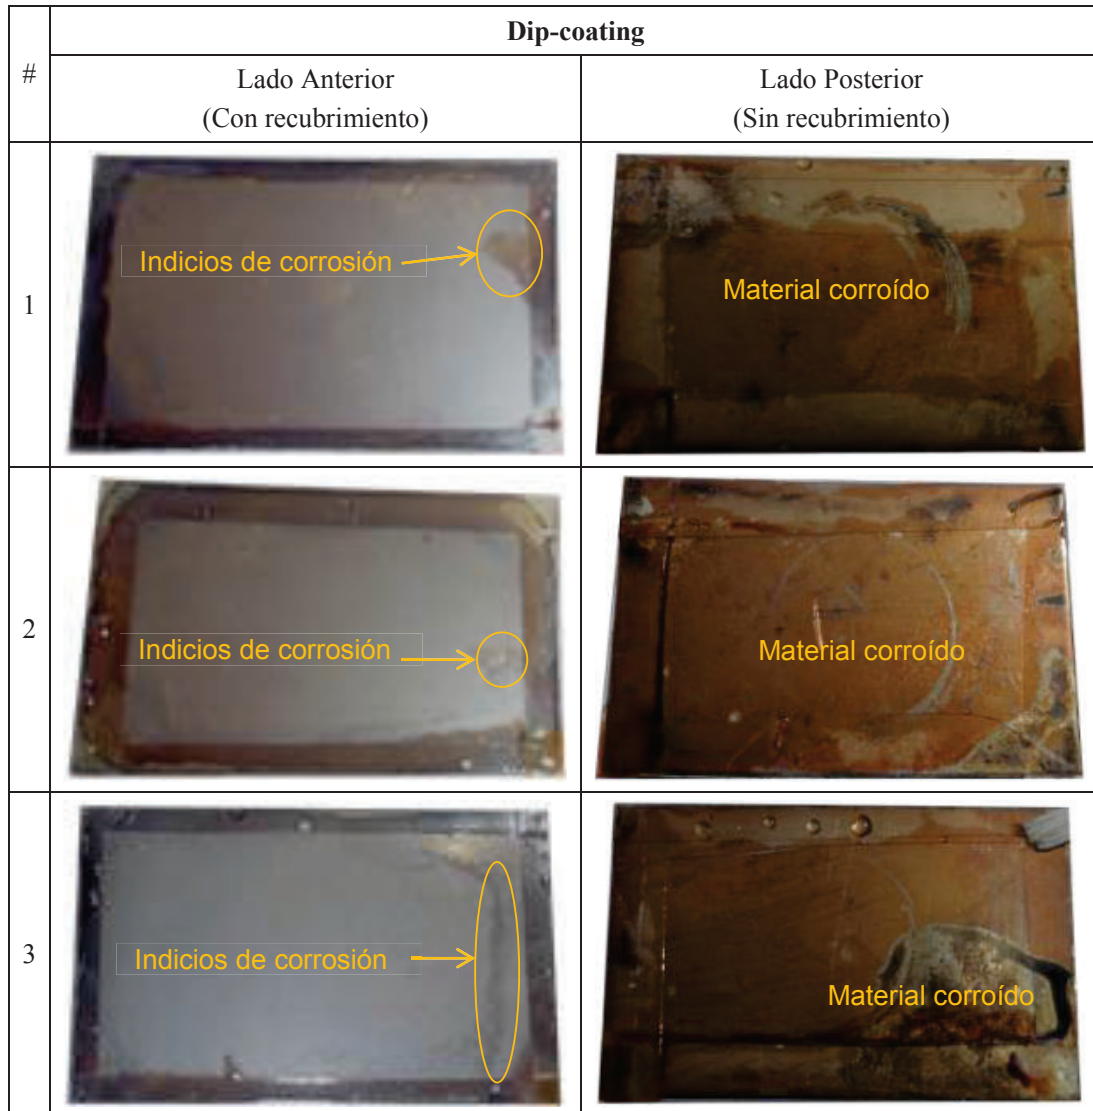 Dip-coating
#
Lado Anterior
(Con recubrimiento)
Lado Posterior
(Sin recubrimiento)
1
Indicios de corrosión
Material corroído
2
Indicios de corrosión
Material corroído
3
Indicios de corrosión
Material corroído